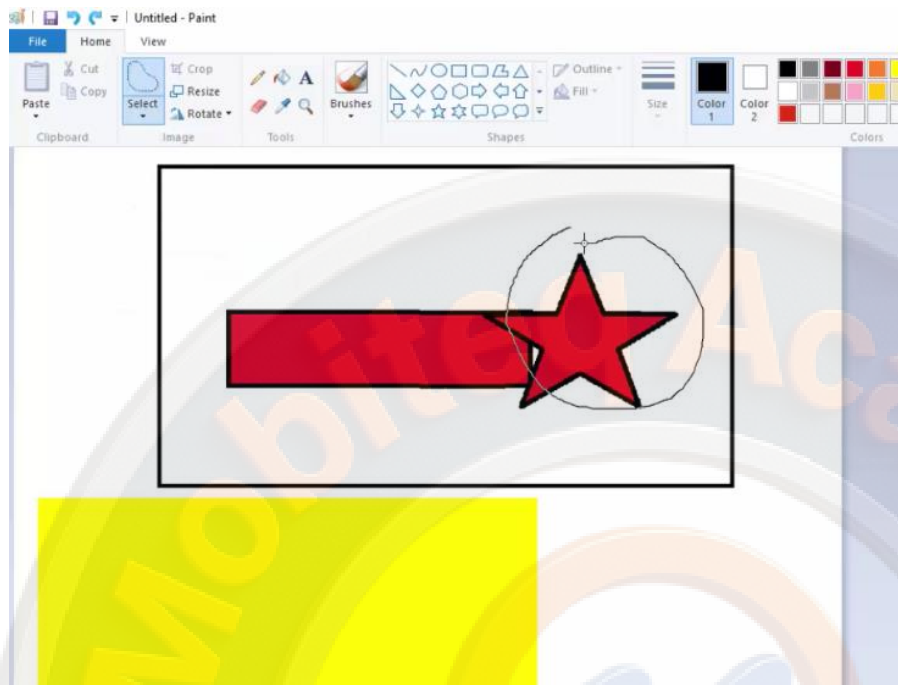 Untitled - Paint
File Home View
Paste
Cut
Copy
Clipboard
Select
Crop
Resize
Rotate
Image
A
Tools
Brushes
Shapes
Outline
Fill
Size
Color
1
Color
2
Colors
Mobiteq Aca